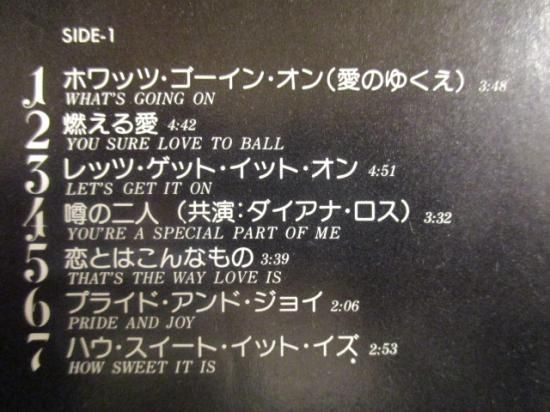 SIDE-1
1 ホワッツ・ゴーイン・オン(愛のゆくえ) 3:48
WHAT'S GOING ON
2 燃える愛 4:42
YOU SURE LOVE TO BALL
3 レッツ・ゲット・イット・オン 4:51
LET'S GET IT ON
4 噂の二人 (共演:ダイアナ・ロス) 3:32
YOU'RE A SPECIAL PART OF ME
5 恋とはこんなもの 3:39
THAT'S THE WAY LOVE IS
6 プライド・アンド・ジョイ 2:06
PRIDE AND JOY
7 ハウ・スイート・イット・イズ 2:53
HOW SWEET IT IS